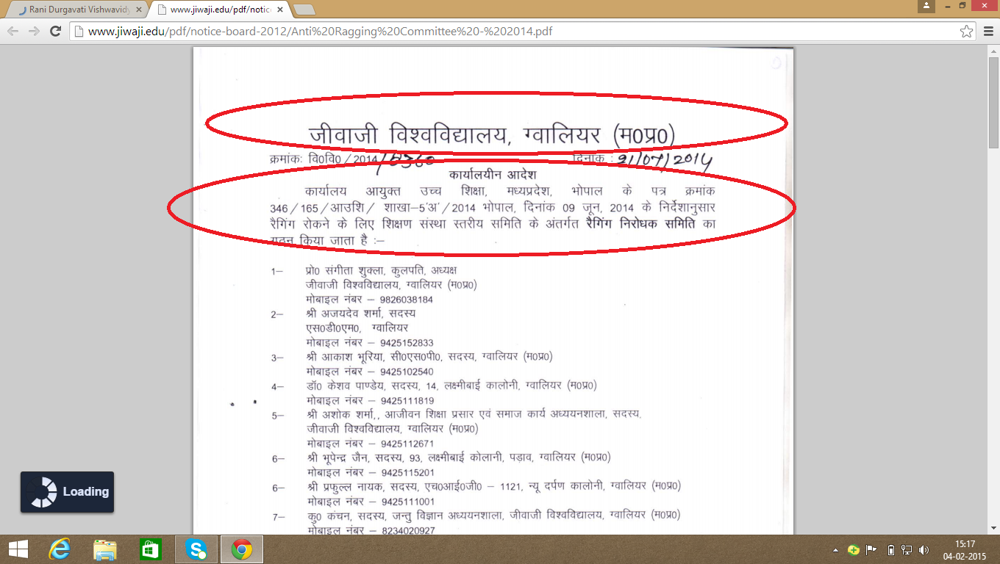 Rani Durgavati Vishwavidy
www.jiwaji.edu/pdf/notic
www.jiwaji.edu/pdf/notice-board-2012/Anti%20Ragging%20Committee%20-%202014.pdf
जीवाजी विश्वविद्यालय, ग्वालियर (म0प्र0)
क्रमांकः वि0वि0/2014 दिनांक : 21/07/2014
कार्यालयीन आदेश
कार्यालय आयुक्त उच्च शिक्षा, मध्यप्रदेश, भोपाल के पत्र क्रमांक
346/165/आउशि/ शाखा–5'अ'/2014 भोपाल, दिनांक 09 जून, 2014 के निर्देशानुसार
रैगिंग रोकने के लिए शिक्षण संस्था स्तरीय समिति के अंतर्गत रैगिंग निरोधक समिति का
गठन किया जाता है :–
1– प्रो0 संगीता शुक्ला, कुलपति, अध्यक्ष
जीवाजी विश्वविद्यालय, ग्वालियर (म0प्र0)
मोबाइल नंबर – 9826038184
2– श्री अजयदेव शर्मा, सदस्य
एस0डी0एम0, ग्वालियर
मोबाइल नंबर – 9425152833
3– श्री आकाश भूरिया, सी0एस0पी0, सदस्य, ग्वालियर (म0प्र0)
मोबाइल नंबर – 9425102540
4– डॉ0 केशव पाण्डेय, सदस्य, 14, लक्ष्मीबाई कालोनी, ग्वालियर (म0प्र0)
मोबाइल नंबर – 9425111819
5– श्री अशोक शर्मा,, आजीवन शिक्षा प्रसार एवं समाज कार्य अध्ययनशाला, सदस्य,
जीवाजी विश्वविद्यालय, ग्वालियर (म0प्र0)
मोबाइल नंबर – 9425112671
6– श्री भूपेन्द्र जैन, सदस्य, 93, लक्ष्मीबाई कोलानी, पड़ाव, ग्वालियर (म0प्र0)
मोबाइल नंबर – 9425115201
6– श्री प्रफुल्ल नायक, सदस्य, एच0आई0जी0 – 1121, न्यू दर्पण कालोनी, ग्वालियर (म0प्र0)
मोबाइल नंबर – 9425111001
7– कु0 कंचन, सदस्य, जन्तु विज्ञान अध्ययनशाला, जीवाजी विश्वविद्यालय, ग्वालियर (म0प्र0)
मोबाइल नंबर – 8234020927
Loading
15:17
04-02-2015